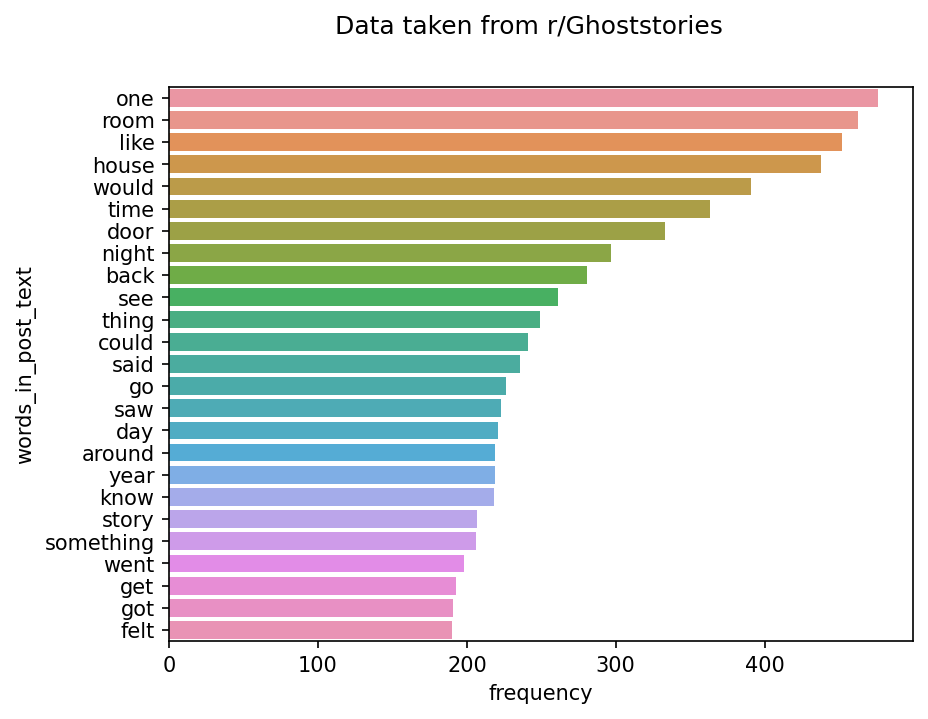 Data taken from r/Ghoststories
words_in_post_text
one
room
like
house
would
time
door
night
back
see
thing
could
said
go
saw
day
around
year
know
story
something
went
get
got
felt
0 100 200 300 400
frequency